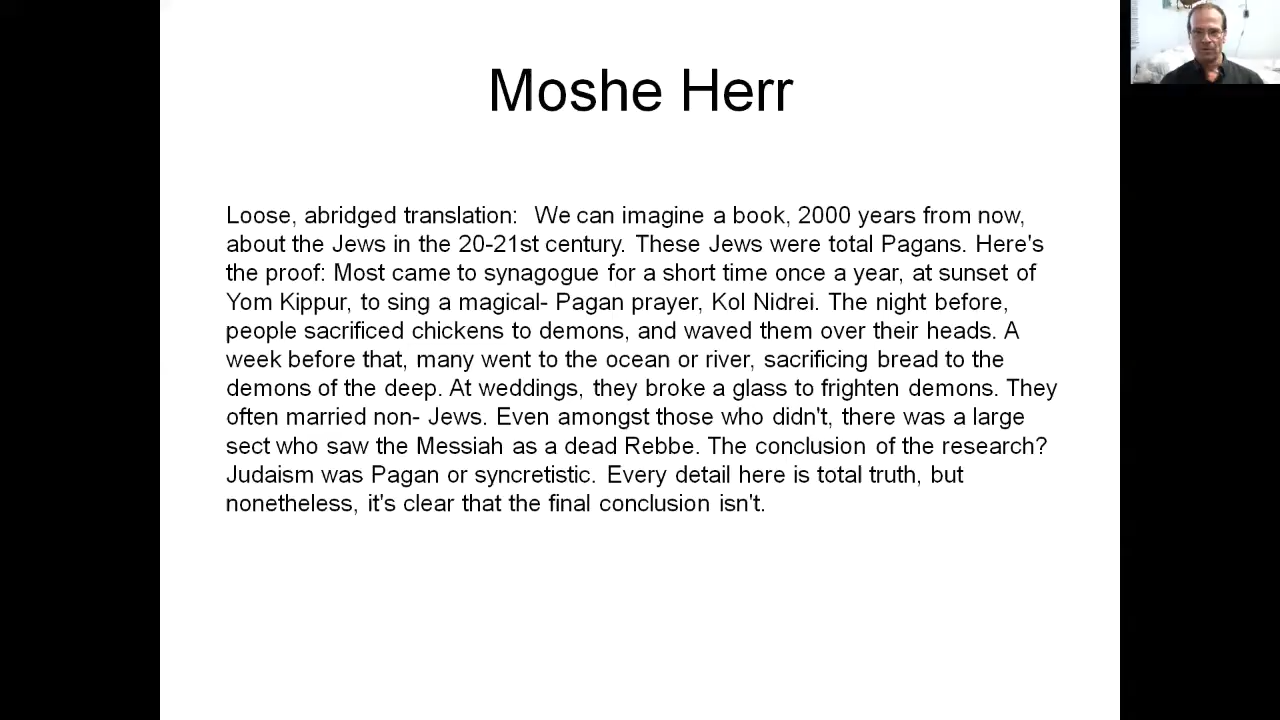 Moshe Herr
Loose, abridged translation:  We can imagine a book, 2000 years from now,
about the Jews in the 20-21st century.  These Jews were total Pagans. Here's
the proof: Most came to synagogue for a short time once a year, at sunset of
Yom Kippur, to sing a magical- Pagan prayer, Kol Nidrei. The night before,
people sacrificed chickens to demons, and waved them over their heads. A
week before that, many went to the ocean or river, sacrificing bread to the
demons of the deep. At weddings, they broke a glass to frighten demons. They
often married non- Jews. Even amongst those who didn't, there was a large
sect who saw the Messiah as a dead Rebbe. The conclusion of the research?
Judaism was Pagan or syncretistic.  Every detail here is total truth, but
nonetheless, it's clear that the final conclusion isn't.